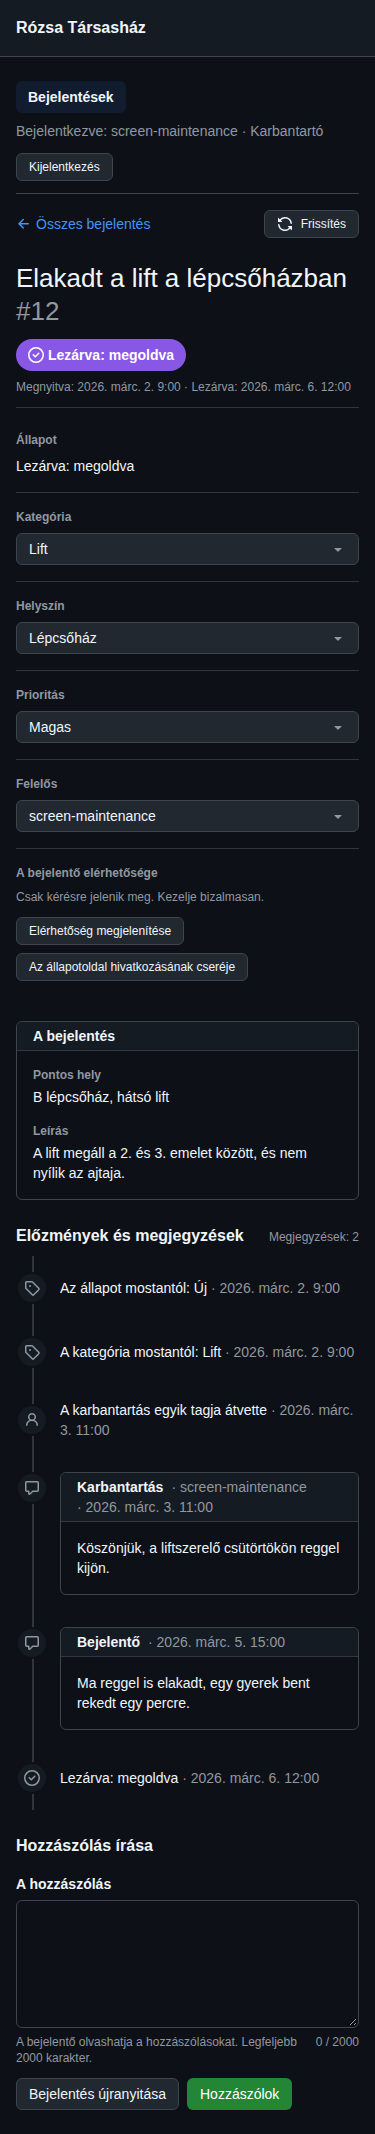 Rózsa Társasház
Bejelentések
Bejelentkezve: screen-maintenance · Karbantartó
Kijelentkezés
← Összes bejelentés
Frissítés
Elakadt a lift a lépcsőházban
#12
Lezárva: megoldva
Megnyitva: 2026. márc. 2. 9:00 · Lezárva: 2026. márc. 6. 12:00
Állapot
Lezárva: megoldva
Kategória
Lift
Helyszín
Lépcsőház
Prioritás
Magas
Felelős
screen-maintenance
A bejelentő elérhetősége
Csak kérésre jelenik meg. Kezelje bizalmasan.
Elérhetőség megjelenítése
Az állapotoldal hivatkozásának cseréje
A bejelentés
Pontos hely
B lépcsőház, hátsó lift
Leírás
A lift megáll a 2. és 3. emelet között, és nem
nyílik az ajtaja.
Előzmények és megjegyzések
Megjegyzések: 2
Az állapot mostantól: Új · 2026. márc. 2. 9:00
A kategória mostantól: Lift · 2026. márc. 2. 9:00
A karbantartás egyik tagja átvette · 2026. márc.
3. 11:00
Karbantartás · screen-maintenance
· 2026. márc. 3. 11:00
Köszönjük, a liftszerelő csütörtökön reggel
kijön.
Bejelentő · 2026. márc. 5. 15:00
Ma reggel is elakadt, egy gyerek bent
rekedt egy percre.
Lezárva: megoldva · 2026. márc. 6. 12:00
Hozzászólás írása
A hozzászólás
A bejelentő olvashatja a hozzászólásokat. Legfeljebb
2000 karakter.
0 / 2000
Bejelentés újranyitása
Hozzászólok